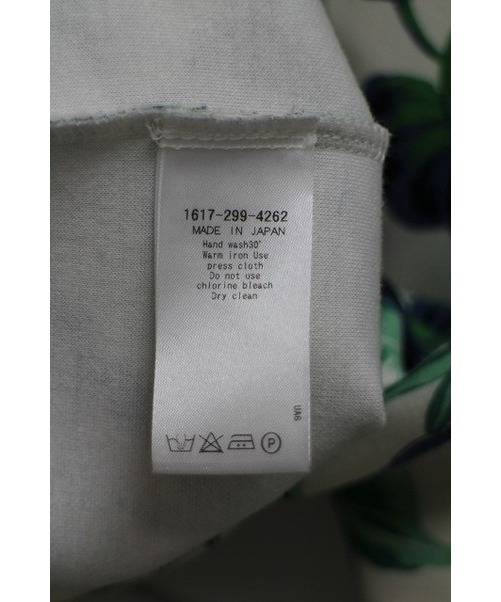 1617-299-4262
MADE IN JAPAN
Hand wash30°
Warm iron Use
press cloth
Do not use
chlorine bleach
Dry clean
UA6
P